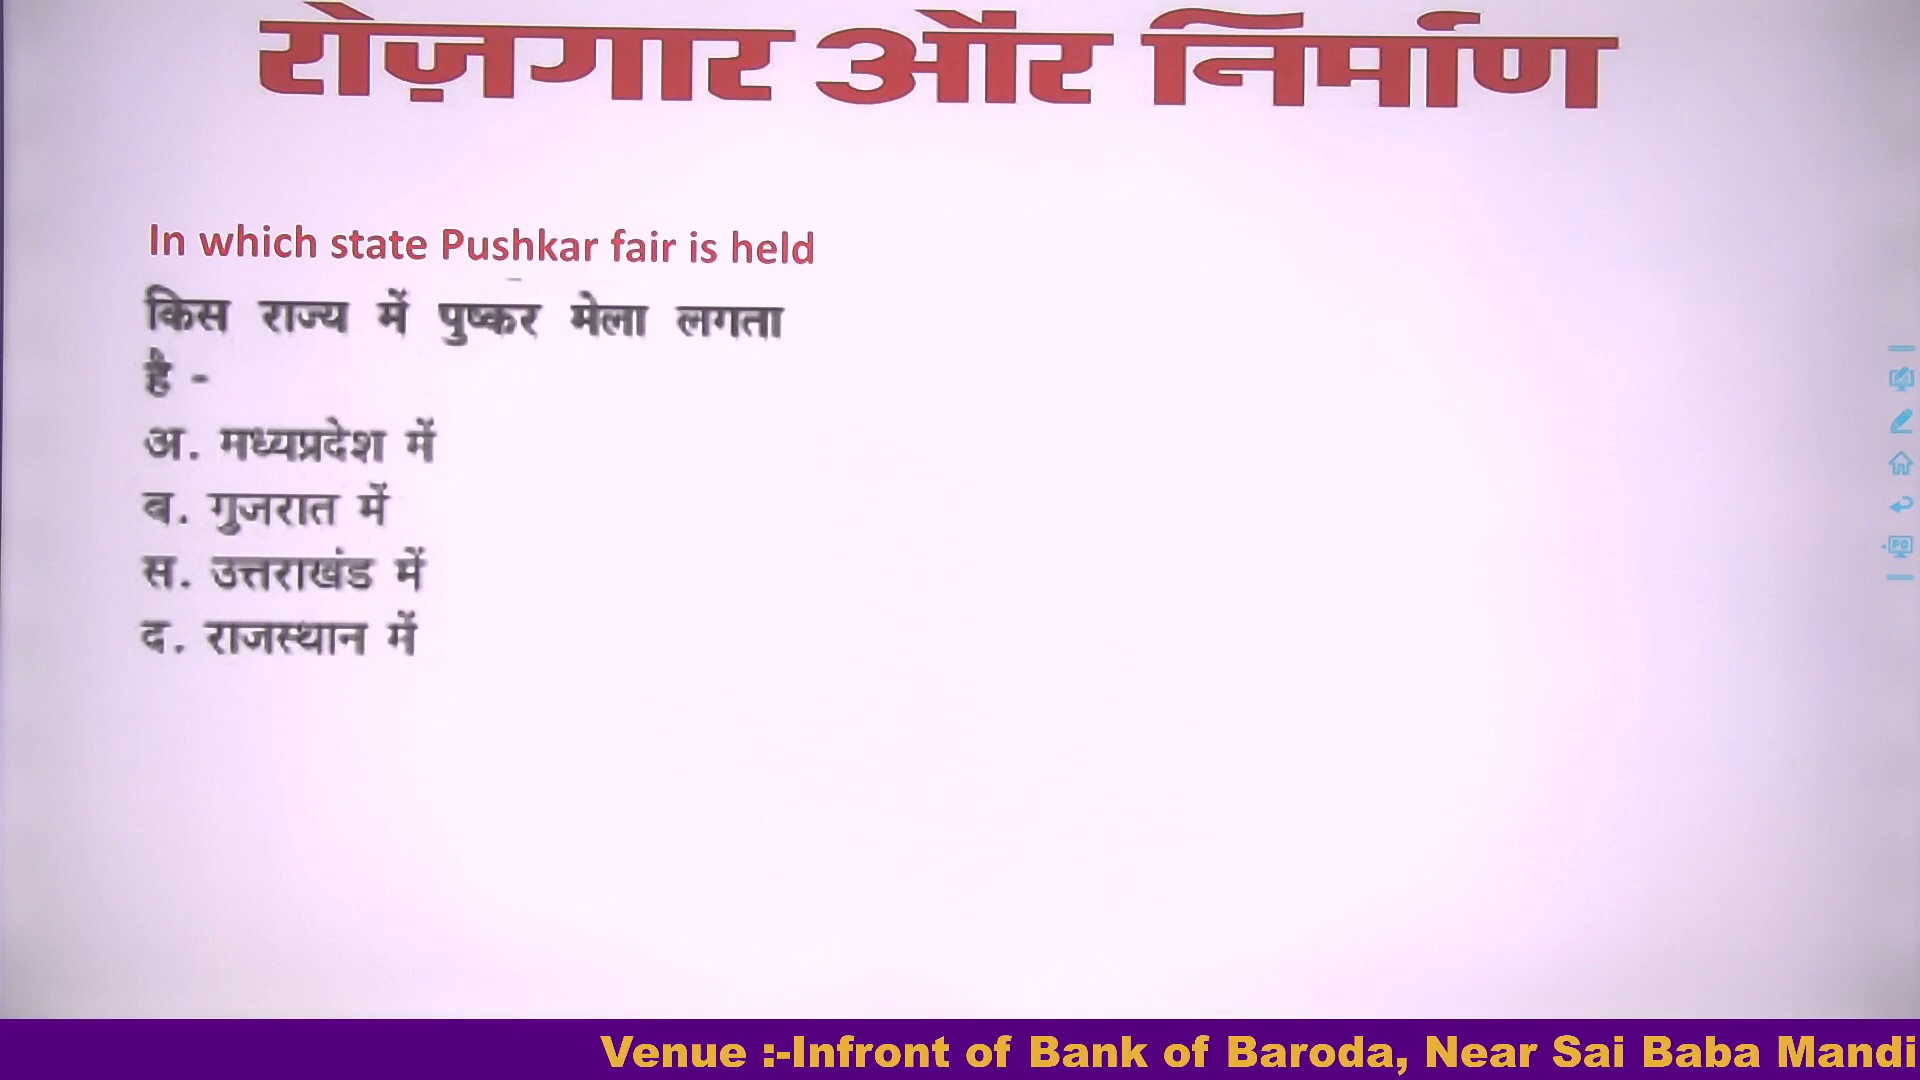 रोज़गार और निर्माण
In which state Pushkar fair is held
किस राज्य में पुष्कर मेला लगता
है -
अ. मध्यप्रदेश में
ब. गुजरात में
स. उत्तराखंड में
द. राजस्थान में
PG
Venue :-Infront of Bank of Baroda, Near Sai Baba Mandi